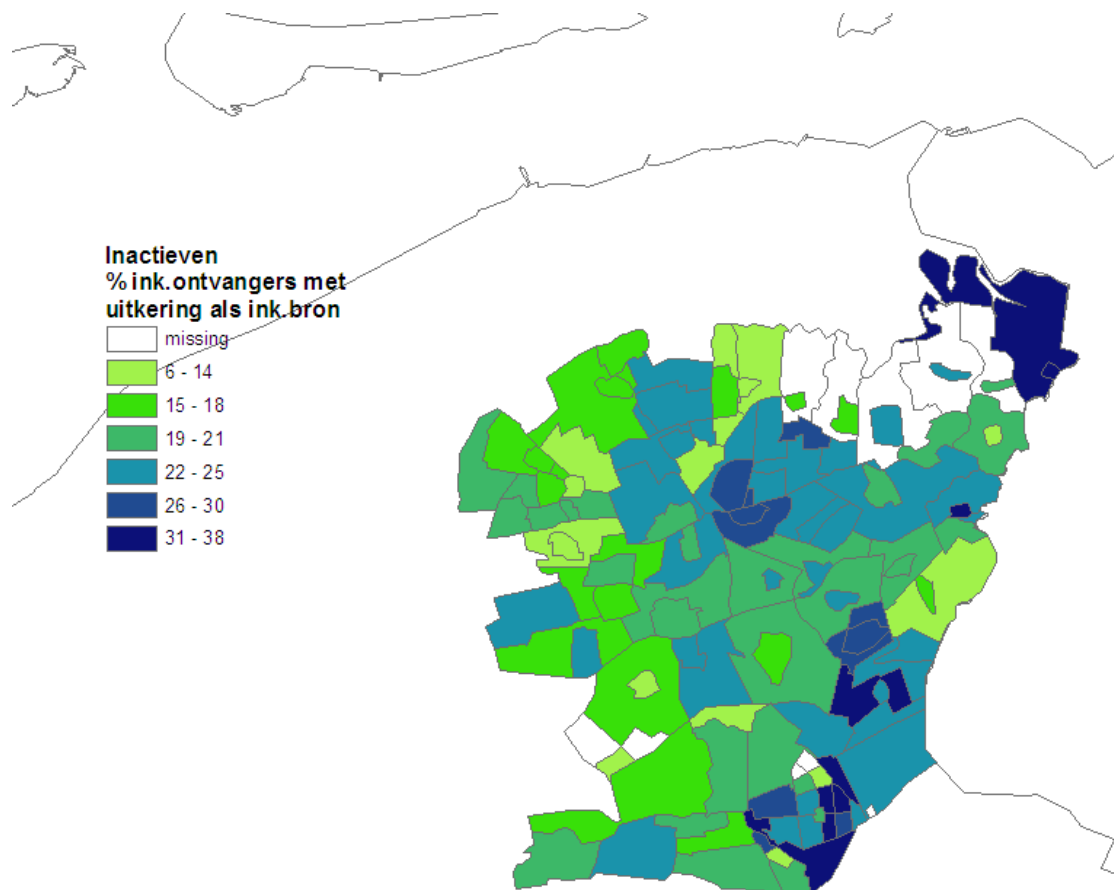 Inactieven
% ink.ontvangers met
uitkering als ink.bron
missing
6 - 14
15 - 18
19 - 21
22 - 25
26 - 30
31 - 38